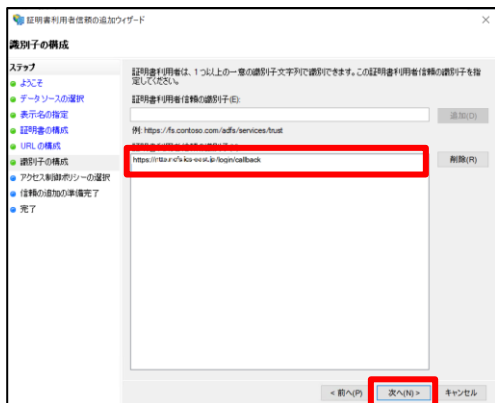 証明書利用者信頼の追加ウィザード
識別子の構成
ステップ
ようこそ
データソースの選択
表示名の指定
証明書の構成
URL の構成
識別子の構成
アクセス制御ポリシーの選択
信頼の追加の準備完了
完了
証明書利用者は、1 つ以上の一意の識別子文字列で識別できます。この証明書利用者信頼の識別子を指
定してください。
証明書利用者信頼の識別子(E):
追加(D)
例: https://fs.contoso.com/adfs/services/trust
/login/callback
削除(R)
< 前へ(P)
次へ(N) >
キャンセル